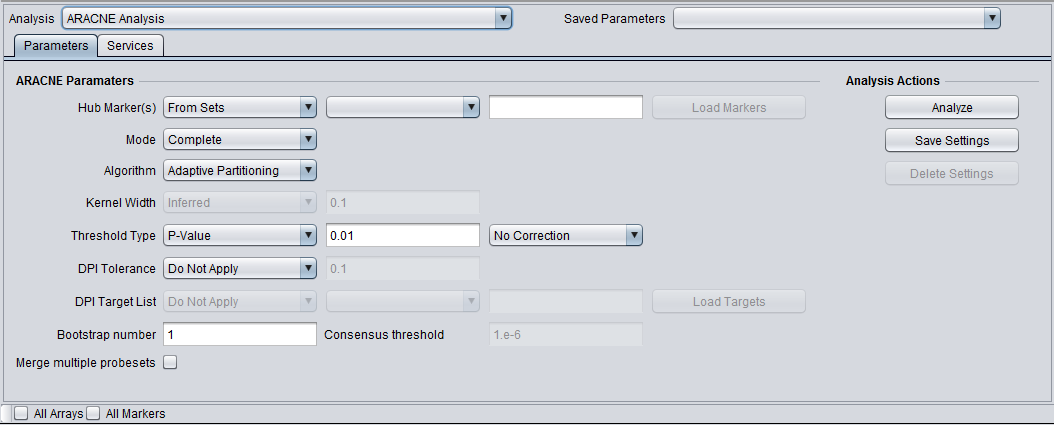 Analysis ARACNE Analysis Saved Parameters
Parameters Services
ARACNE Paramaters Analysis Actions
Hub Marker(s) From Sets Load Markers Analyze
Mode Complete Save Settings
Algorithm Adaptive Partitioning Delete Settings
Kernel Width Inferred 0.1
Threshold Type P-Value 0.01 No Correction
DPI Tolerance Do Not Apply 0.1
DPI Target List Do Not Apply Load Targets
Bootstrap number 1 Consensus threshold 1.e-6
Merge multiple probesets
All Arrays All Markers